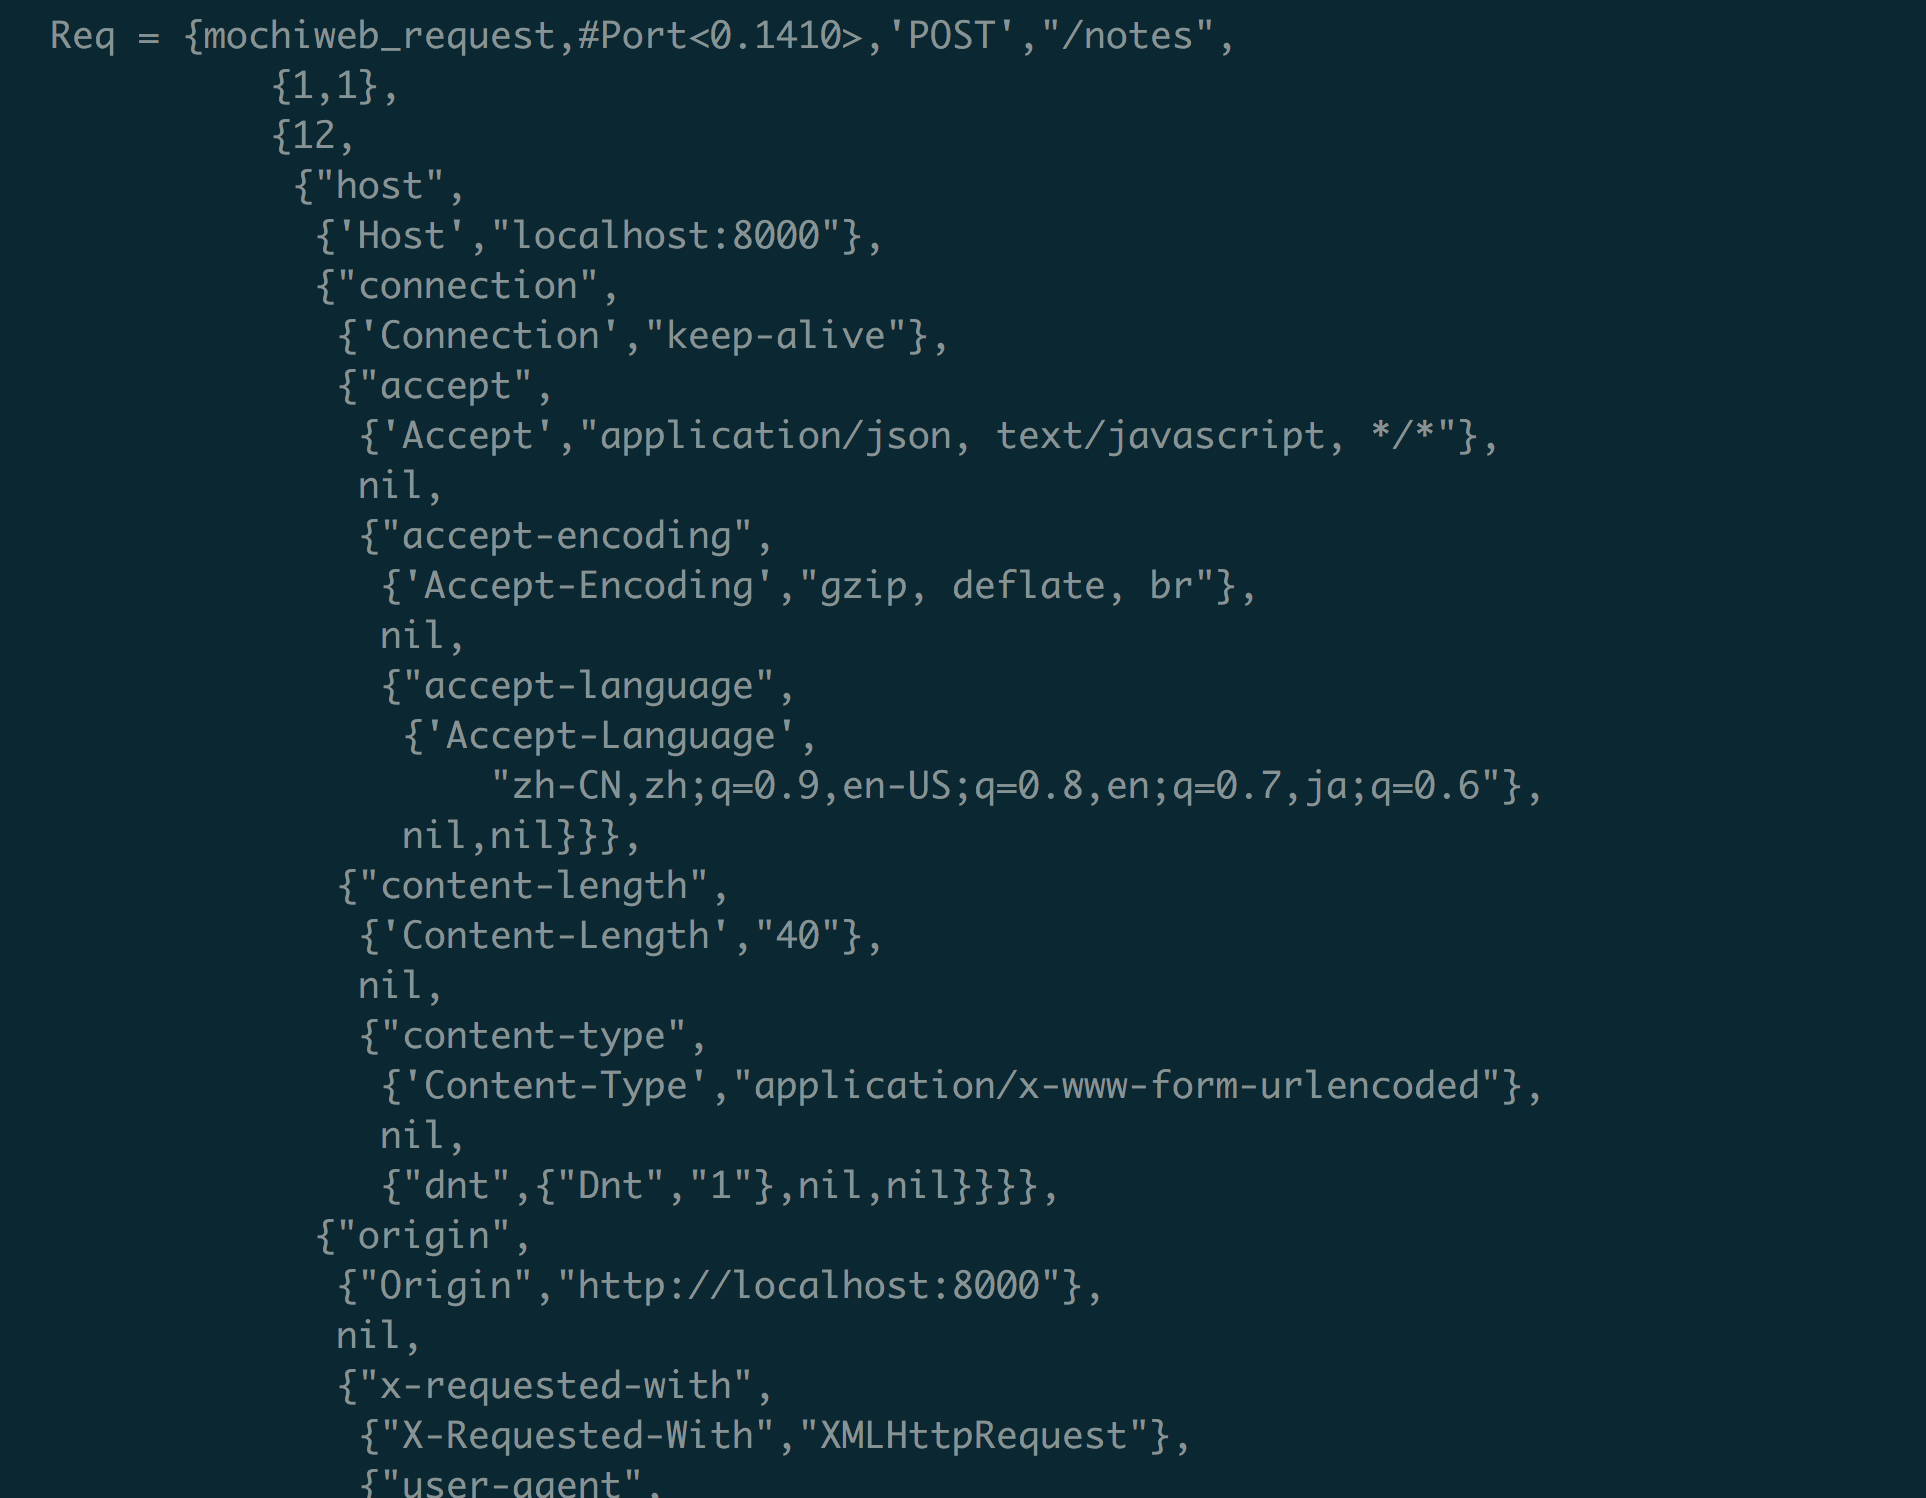 Req = {mochiweb_request,#Port<0.1410>,'POST',"/notes",
{1,1},
{12,
{"host",
{'Host',"localhost:8000"},
{"connection",
{'Connection',"keep-alive"},
{"accept",
{'Accept',"application/json, text/javascript, */*"},
nil,
{"accept-encoding",
{'Accept-Encoding',"gzip, deflate, br"},
nil,
{"accept-language",
{'Accept-Language',
"zh-CN,zh;q=0.9,en-US;q=0.8,en;q=0.7,ja;q=0.6"},
nil,nil}}},
{"content-length",
{'Content-Length',"40"},
nil,
{"content-type",
{'Content-Type',"application/x-www-form-urlencoded"},
nil,
{"dnt",{"Dnt","1"},nil,nil}}}},
{"origin",
{"Origin","http://localhost:8000"},
nil,
{"x-requested-with",
{"X-Requested-With","XMLHttpRequest"},
{"user-agent",